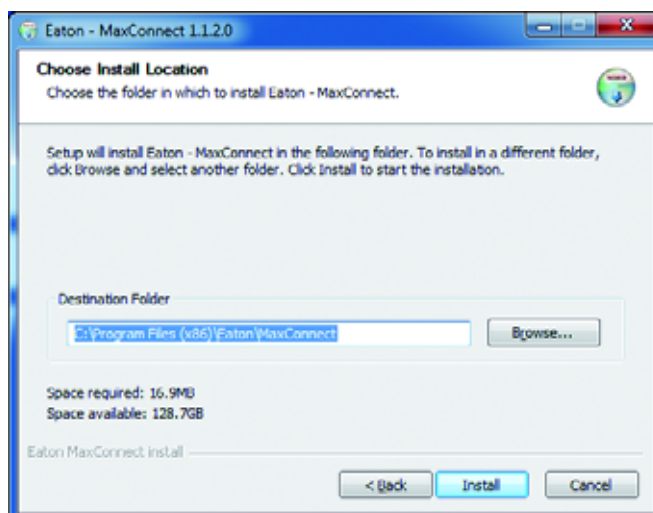 Eaton - MaxConnect 1.1.2.0
Choose Install Location
Choose the folder in which to install Eaton - MaxConnect.
Setup will install Eaton - MaxConnect in the following folder. To install in a different folder,
click Browse and select another folder. Click Install to start the installation.
Destination Folder
C:\Program Files (x86)\Eaton\MaxConnect
Browse...
Space required: 16.9MB
Space available: 128.7GB
Eaton MaxConnect install
< Back
Install
Cancel